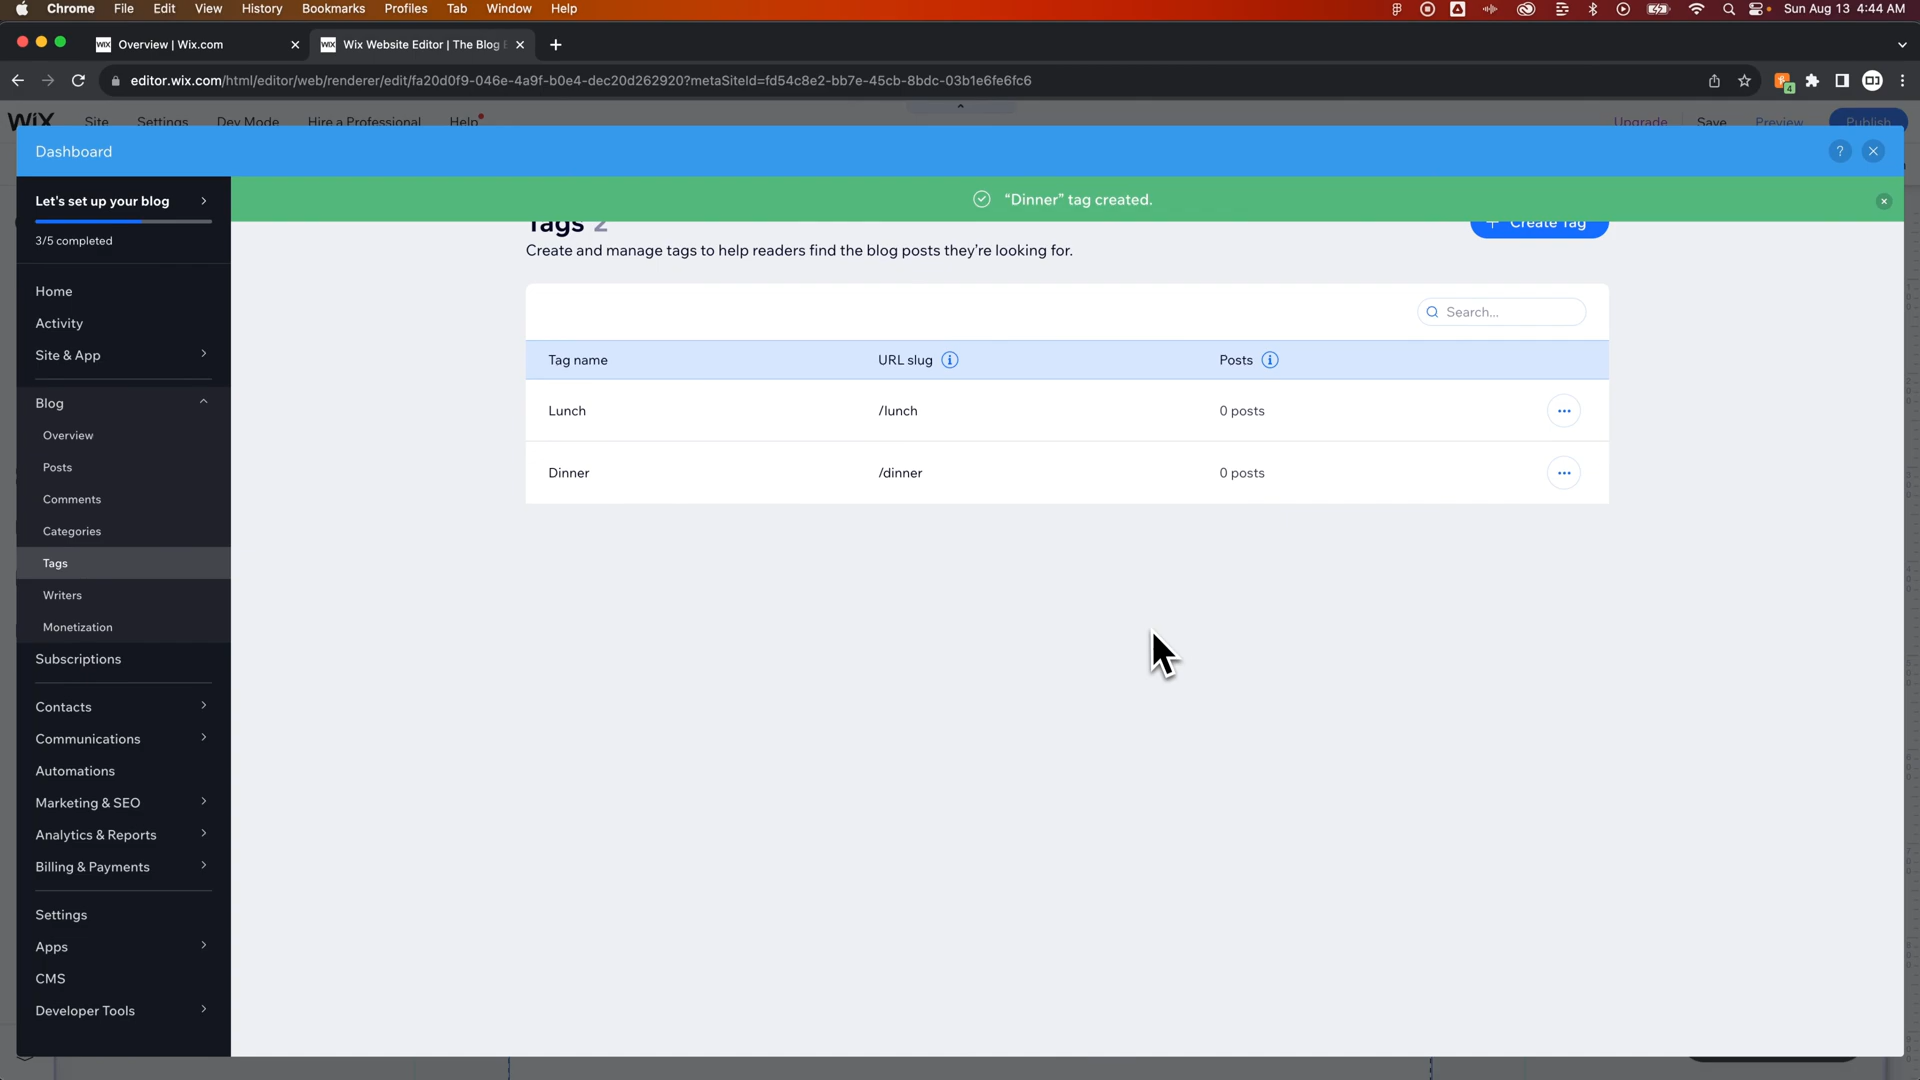 Chrome File Edit View History Bookmarks Profiles Tab Window Help
4
Sun Aug 13 4:44 AM
WiX Overview | Wix.com
WiX Wix Website Editor | The Blog
editor.wix.com/html/editor/web/renderer/edit/fa20d0f9-046e-4a9f-b0e4-dec20d262920?metaSiteId=fd54c8e2-bb7e-45cb-8bdc-03b1e6fe6fc6
WiX Site Settings Dev Mode Hire a Professional Help Upgrade Save Preview Publish
Dashboard
?
Let's set up your blog
3/5 completed
Home
Activity
Site & App
Blog
Overview
Posts
Comments
Categories
Tags
Writers
Monetization
Subscriptions
Contacts
Communications
Automations
Marketing & SEO
Analytics & Reports
Billing & Payments
Settings
Apps
CMS
Developer Tools
“Dinner” tag created.
Tags 2
+ Create Tag
Create and manage tags to help readers find the blog posts they're looking for.
Search...
Tag name URL slug Posts
Lunch /lunch 0 posts
Dinner /dinner 0 posts